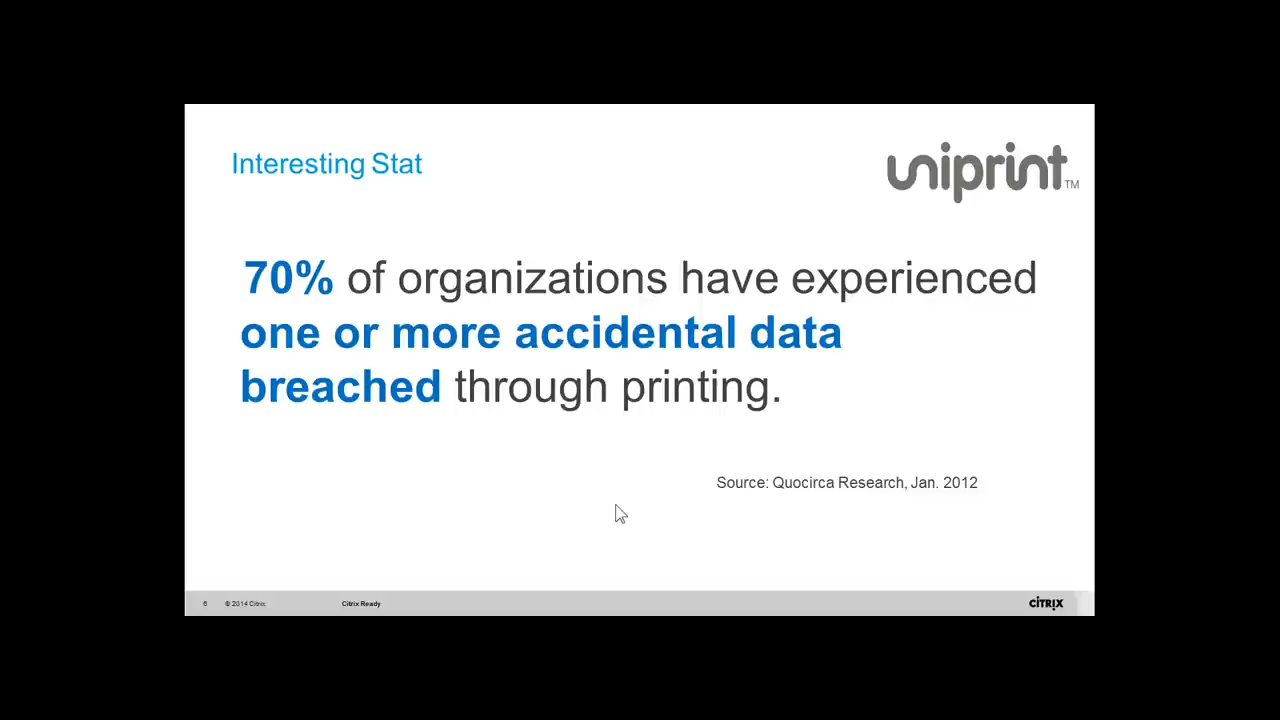 Interesting Stat
uniprint TM
70% of organizations have experienced
one or more accidental data
breached through printing.
Source: Quocirca Research, Jan. 2012
6 © 2014 Citrix Citrix Ready CITRIX